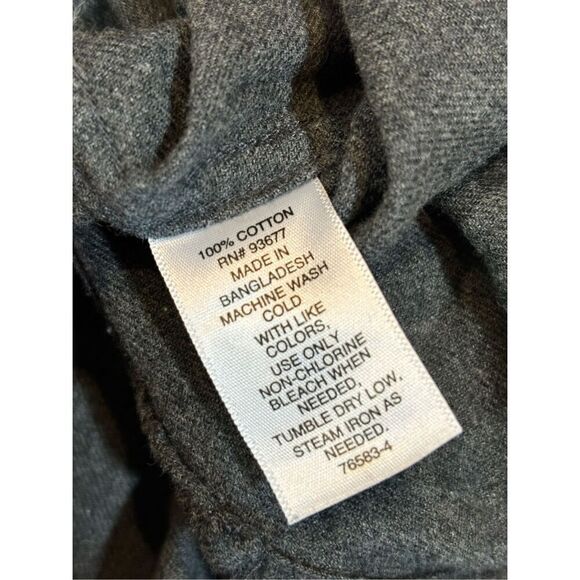 100% COTTON
RN# 93677
MADE IN
BANGLADESH
MACHINE WASH
COLD
WITH LIKE
COLORS,
USE ONLY
NON-CHLORINE
BLEACH WHEN
NEEDED,
TUMBLE DRY LOW,
STEAM IRON AS
NEEDED.
76583-4